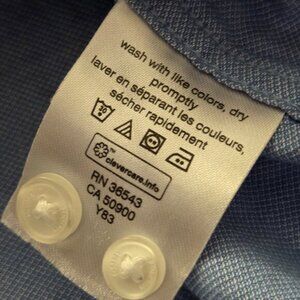 wash with like colors, dry
promptly
laver en séparant les couleurs,
sécher rapidement
30
clevercare.info
RN 36543
CA 50900
Y83